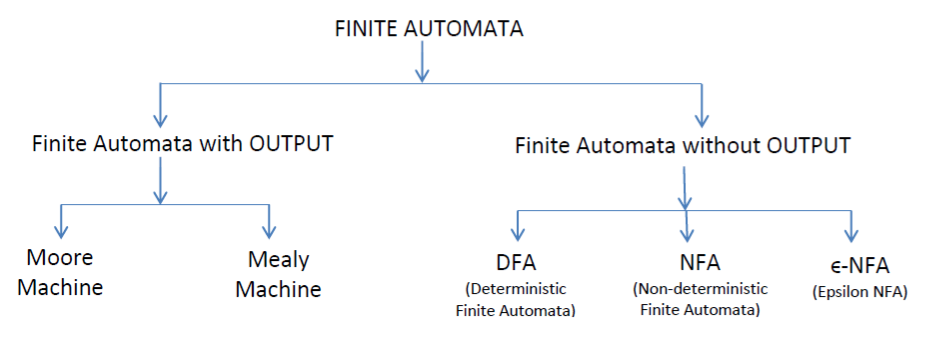 FINITE AUTOMATA
Finite Automata with OUTPUT
Finite Automata without OUTPUT
Moore
Machine
Mealy
Machine
DFA
(Deterministic
Finite Automata)
NFA
(Non-deterministic
Finite Automata)
ϵ-NFA
(Epsilon NFA)